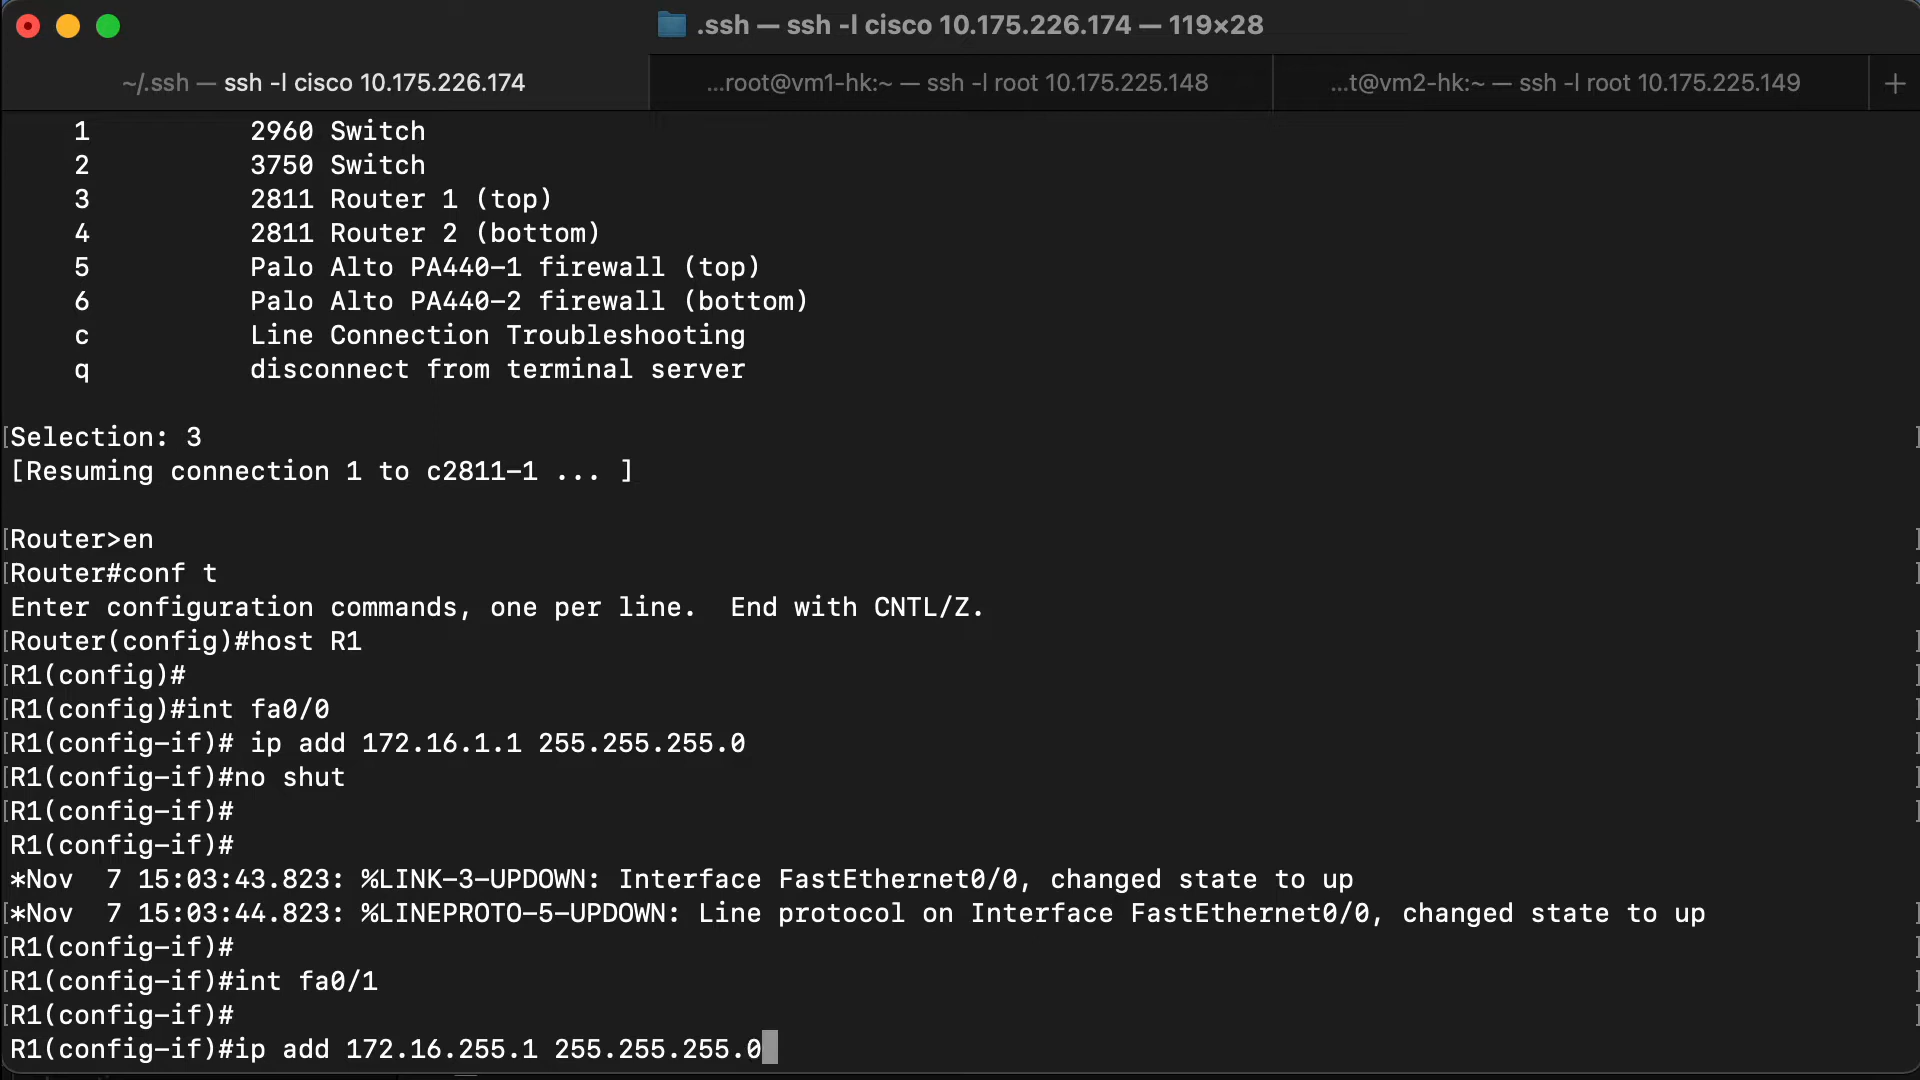 .ssh — ssh -l cisco 10.175.226.174 — 119×28
~/.ssh — ssh -l cisco 10.175.226.174
...root@vm1-hk:~ — ssh -l root 10.175.225.148
...t@vm2-hk:~ — ssh -l root 10.175.225.149
+
1 2960 Switch
2 3750 Switch
3 2811 Router 1 (top)
4 2811 Router 2 (bottom)
5 Palo Alto PA440-1 firewall (top)
6 Palo Alto PA440-2 firewall (bottom)
c Line Connection Troubleshooting
q disconnect from terminal server
Selection: 3
[Resuming connection 1 to c2811-1 ... ]
Router>en
Router#conf t
Enter configuration commands, one per line.  End with CNTL/Z.
Router(config)#host R1
R1(config)#
R1(config)#int fa0/0
R1(config-if)# ip add 172.16.1.1 255.255.255.0
R1(config-if)#no shut
R1(config-if)#
R1(config-if)#
*Nov  7 15:03:43.823: %LINK-3-UPDOWN: Interface FastEthernet0/0, changed state to up
*Nov  7 15:03:44.823: %LINEPROTO-5-UPDOWN: Line protocol on Interface FastEthernet0/0, changed state to up
R1(config-if)#
R1(config-if)#int fa0/1
R1(config-if)#
R1(config-if)#ip add 172.16.255.1 255.255.255.0